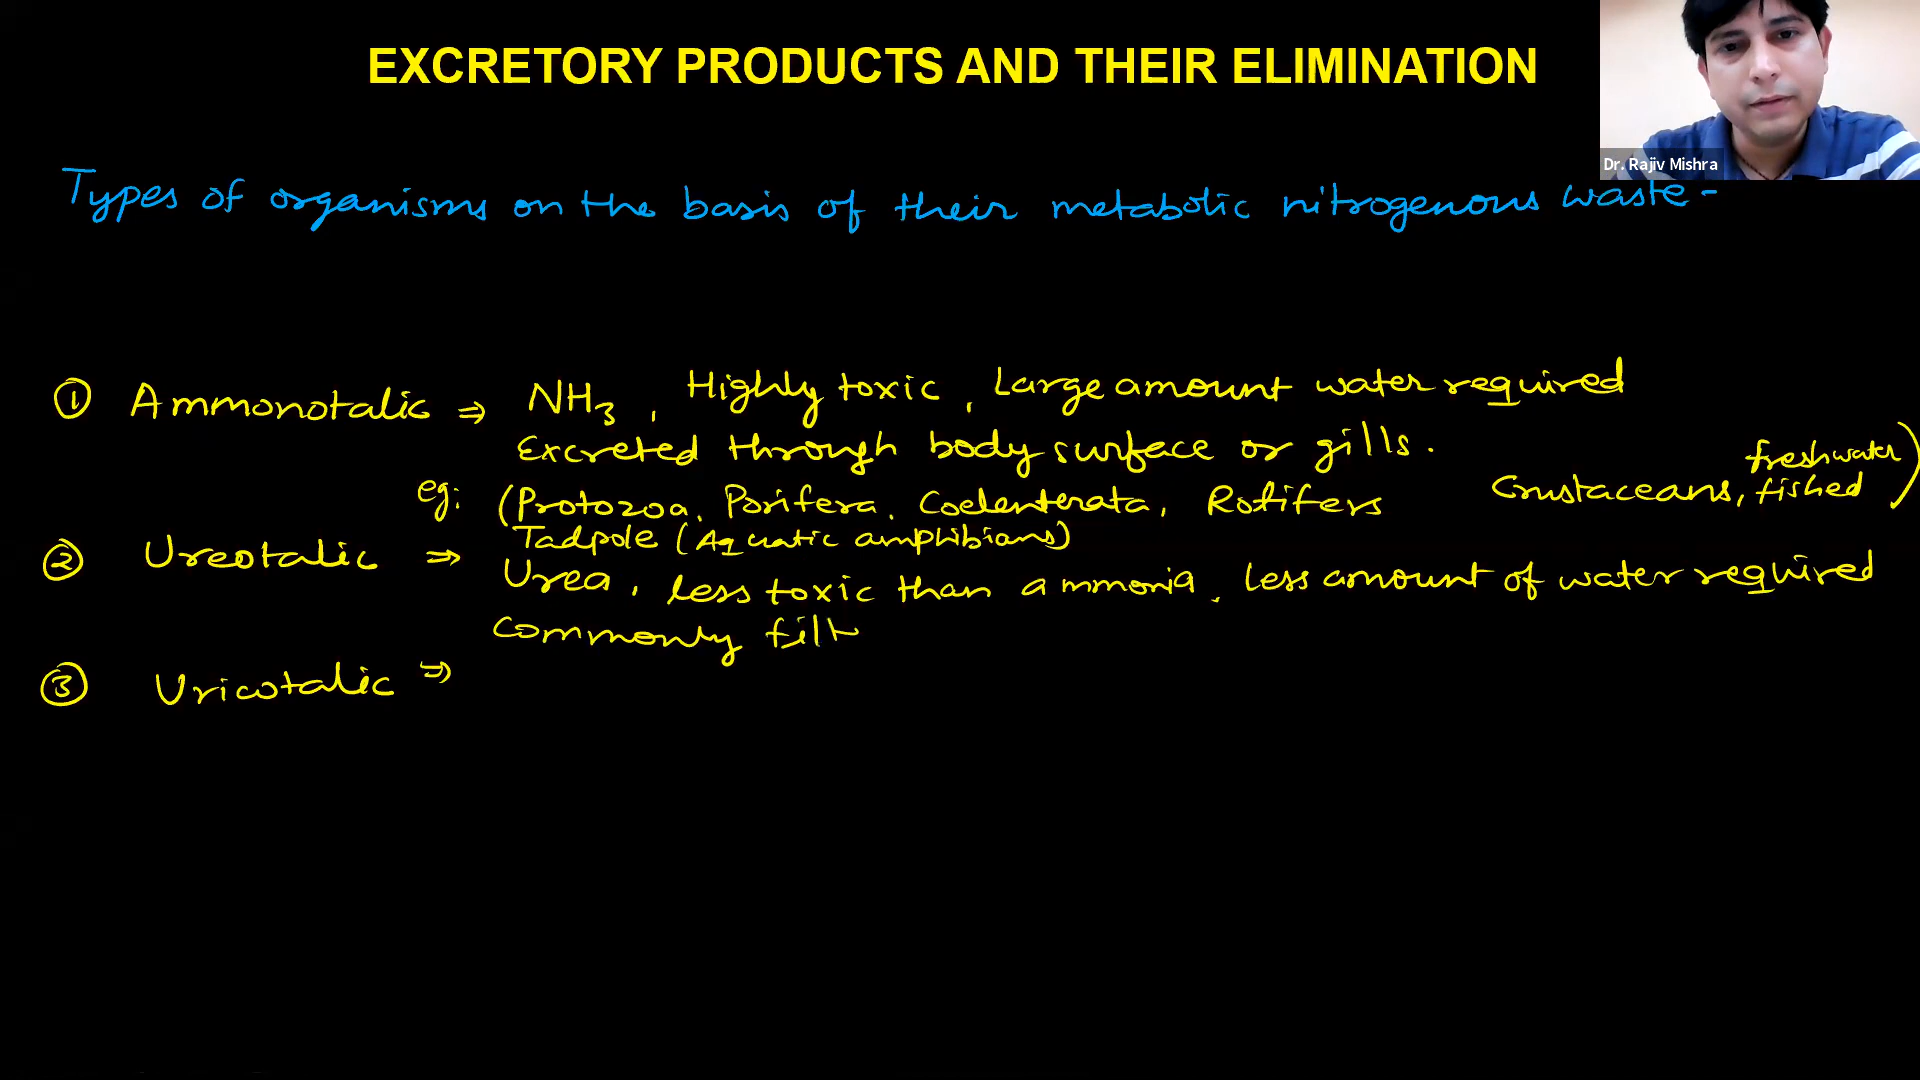 EXCRETORY PRODUCTS AND THEIR ELIMINATION
Dr. Rajiv Mishra
Types of organisms on the basis of their metabolic nitrogenous waste -
① Ammonotalic ⇒ NH3, Highly toxic, Large amount water required
Excreted through body surface or gills.
eg: (Protozoa, Porifera, Coelenterata, Rotifers Crustaceans, freshwater fished)
Tadpole (Aquatic amphibians)
② Ureotalic ⇒ Urea, less toxic than ammonia, less amount of water required
Commonly filt
③ Uricotalic ⇒